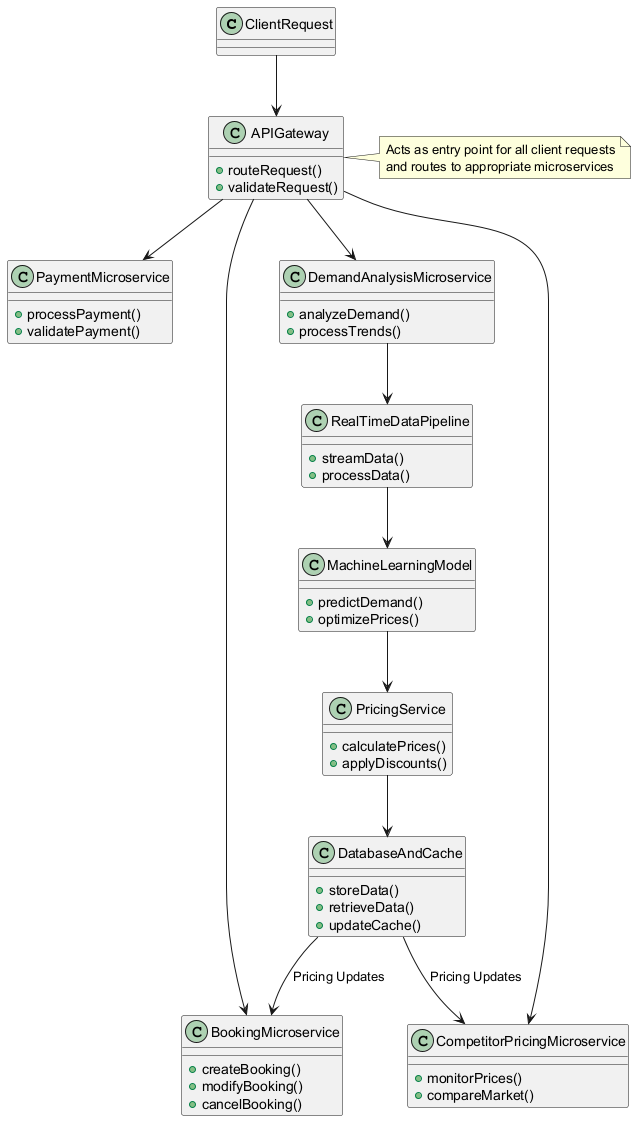 C ClientRequest
C APIGateway
routeRequest()
validateRequest()
Acts as entry point for all client requests
and routes to appropriate microservices
C PaymentMicroservice
processPayment()
validatePayment()
C DemandAnalysisMicroservice
analyzeDemand()
processTrends()
C RealTimeDataPipeline
streamData()
processData()
C MachineLearningModel
predictDemand()
optimizePrices()
C PricingService
calculatePrices()
applyDiscounts()
C DatabaseAndCache
storeData()
retrieveData()
updateCache()
Pricing Updates
Pricing Updates
C BookingMicroservice
createBooking()
modifyBooking()
cancelBooking()
C CompetitorPricingMicroservice
monitorPrices()
compareMarket()